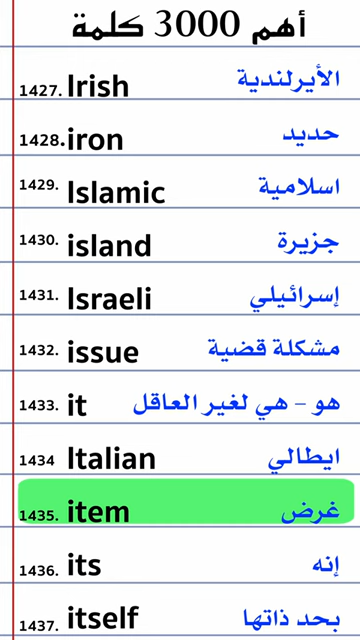 أهم 3000 كلمة
1427. Irish الأيرلندية
1428. iron حديد
1429. Islamic اسلامية
1430. island جزيرة
1431. Israeli إسرائيلي
1432. issue مشكلة قضية
1433. it هو - هي لغير العاقل
1434 Italian ايطالي
1435. item غرض
1436. its إنه
1437. itself بحد ذاتها